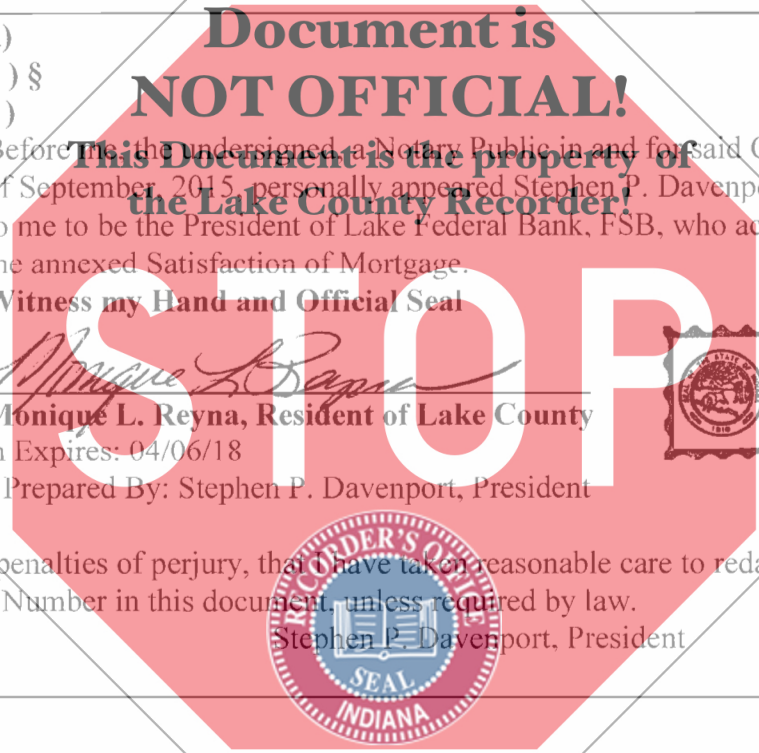 Document is
NOT OFFICIAL!
This Document is the property of
the Lake County Recorder!
STOP
)
) §
)
Before me, the undersigned, a Notary Public in and for said
of September, 2015, personally appeared Stephen P. Davenp
o me to be the President of Lake Federal Bank, FSB, who ac
he annexed Satisfaction of Mortgage.
Witness my Hand and Official Seal
Monique L Reyna
Monique L. Reyna, Resident of Lake County
n Expires: 04/06/18
Prepared By: Stephen P. Davenport, President
penalties of perjury, that I have taken reasonable care to reda
Number in this document, unless required by law.
Stephen P. Davenport, President
RECORDER'S OFFICE
SEAL
INDIANA
1816